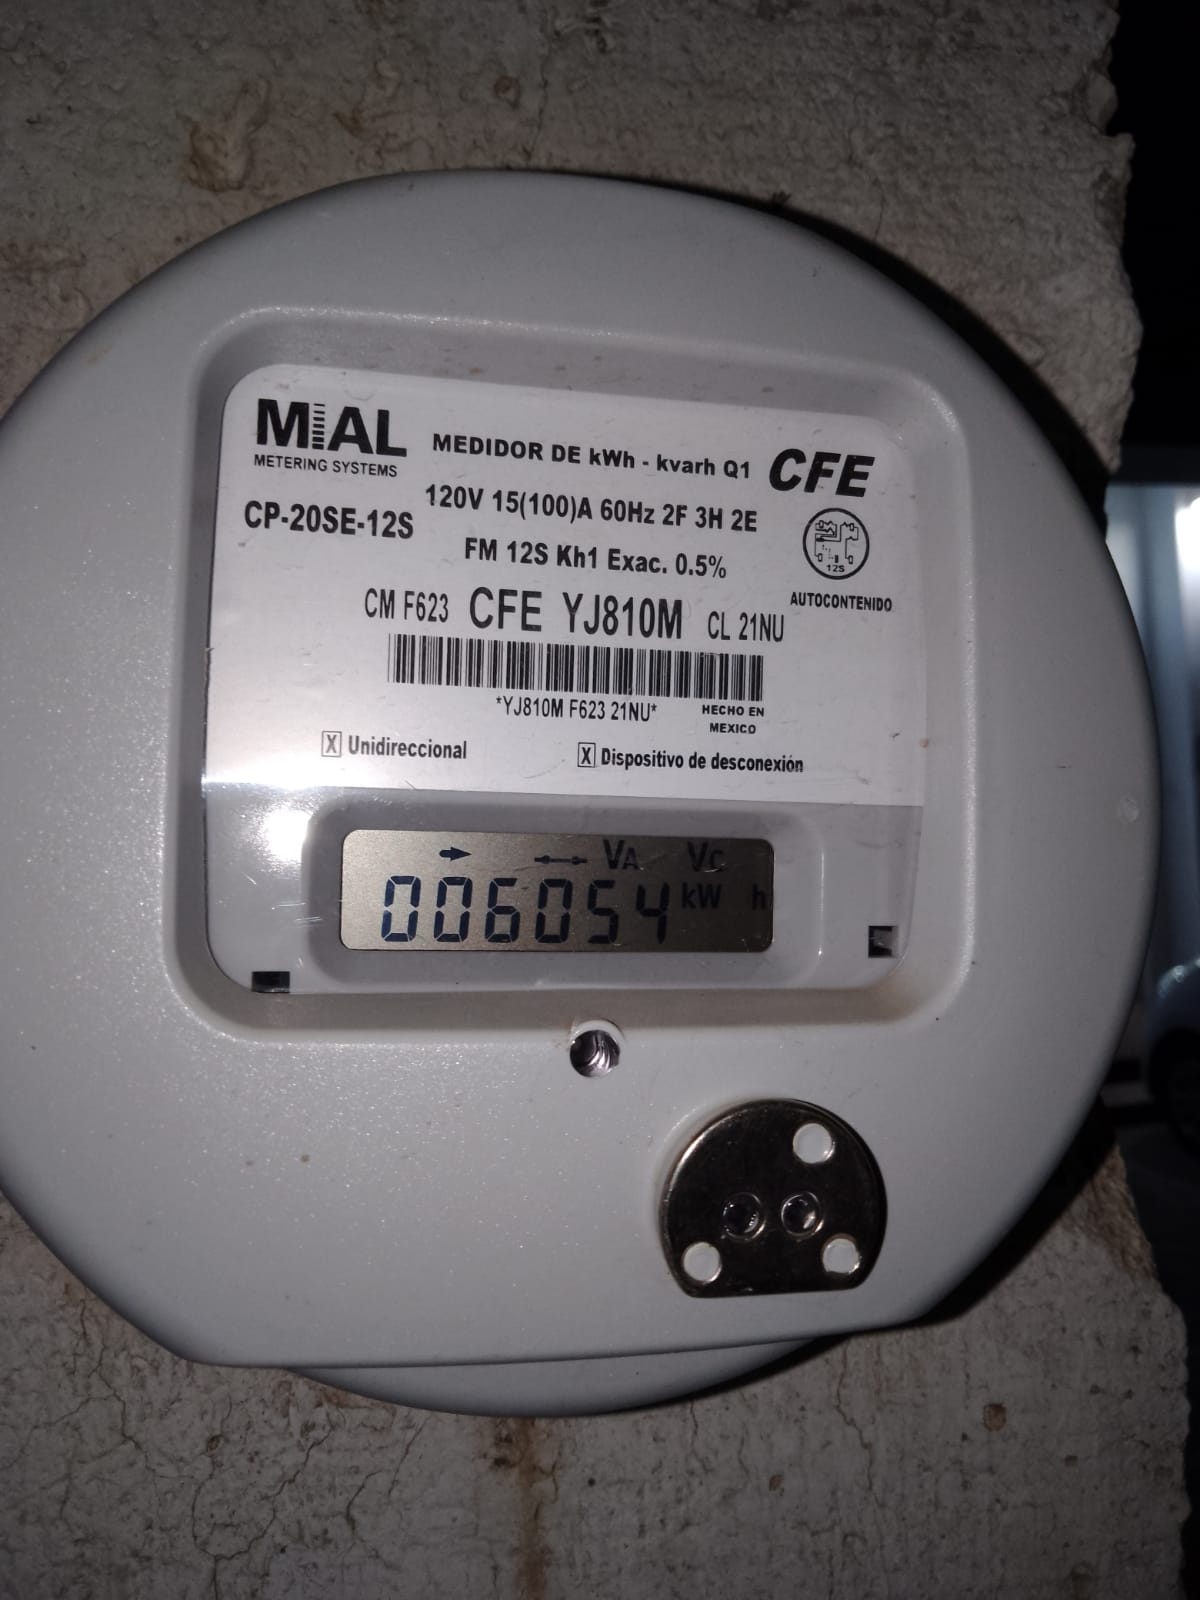 MIAL
METERING SYSTEMS
MEDIDOR DE kWh - kvarh Q1
CFE
CP-20SE-12S
120V 15(100)A 60Hz 2F 3H 2E
FM 12S Kh1 Exac. 0.5%
12S
AUTOCONTENIDO
CM F623 CFE YJ810M CL 21NU
*YJ810M F623 21NU*
HECHO EN
MEXICO
X Unidireccional
X Dispositivo de desconexión
VA VC
006054 kW h